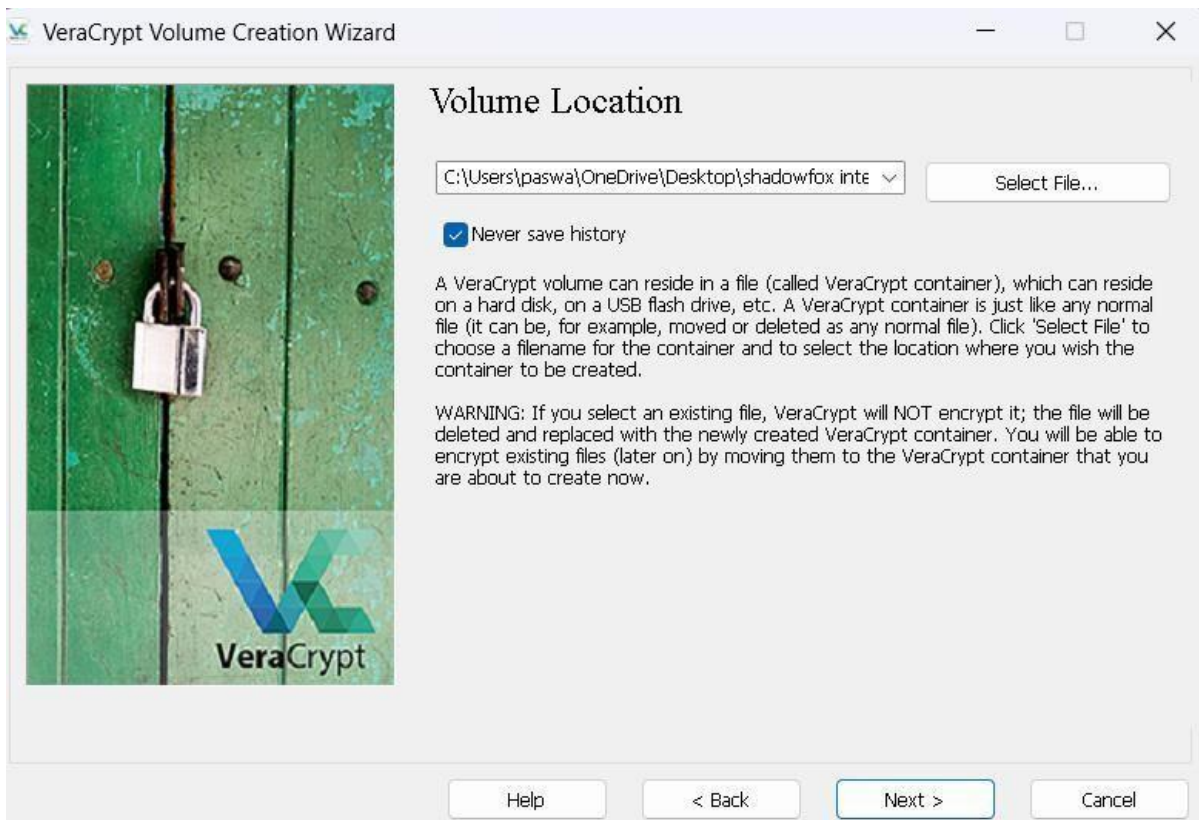 VeraCrypt Volume Creation Wizard
Volume Location
C:\Users\paswa\OneDrive\Desktop\shadowfox inte
Select File...
Never save history
A VeraCrypt volume can reside in a file (called VeraCrypt container), which can reside
on a hard disk, on a USB flash drive, etc. A VeraCrypt container is just like any normal
file (it can be, for example, moved or deleted as any normal file). Click 'Select File' to
choose a filename for the container and to select the location where you wish the
container to be created.
WARNING: If you select an existing file, VeraCrypt will NOT encrypt it; the file will be
deleted and replaced with the newly created VeraCrypt container. You will be able to
encrypt existing files (later on) by moving them to the VeraCrypt container that you
are about to create now.
VeraCrypt
Help
< Back
Next >
Cancel